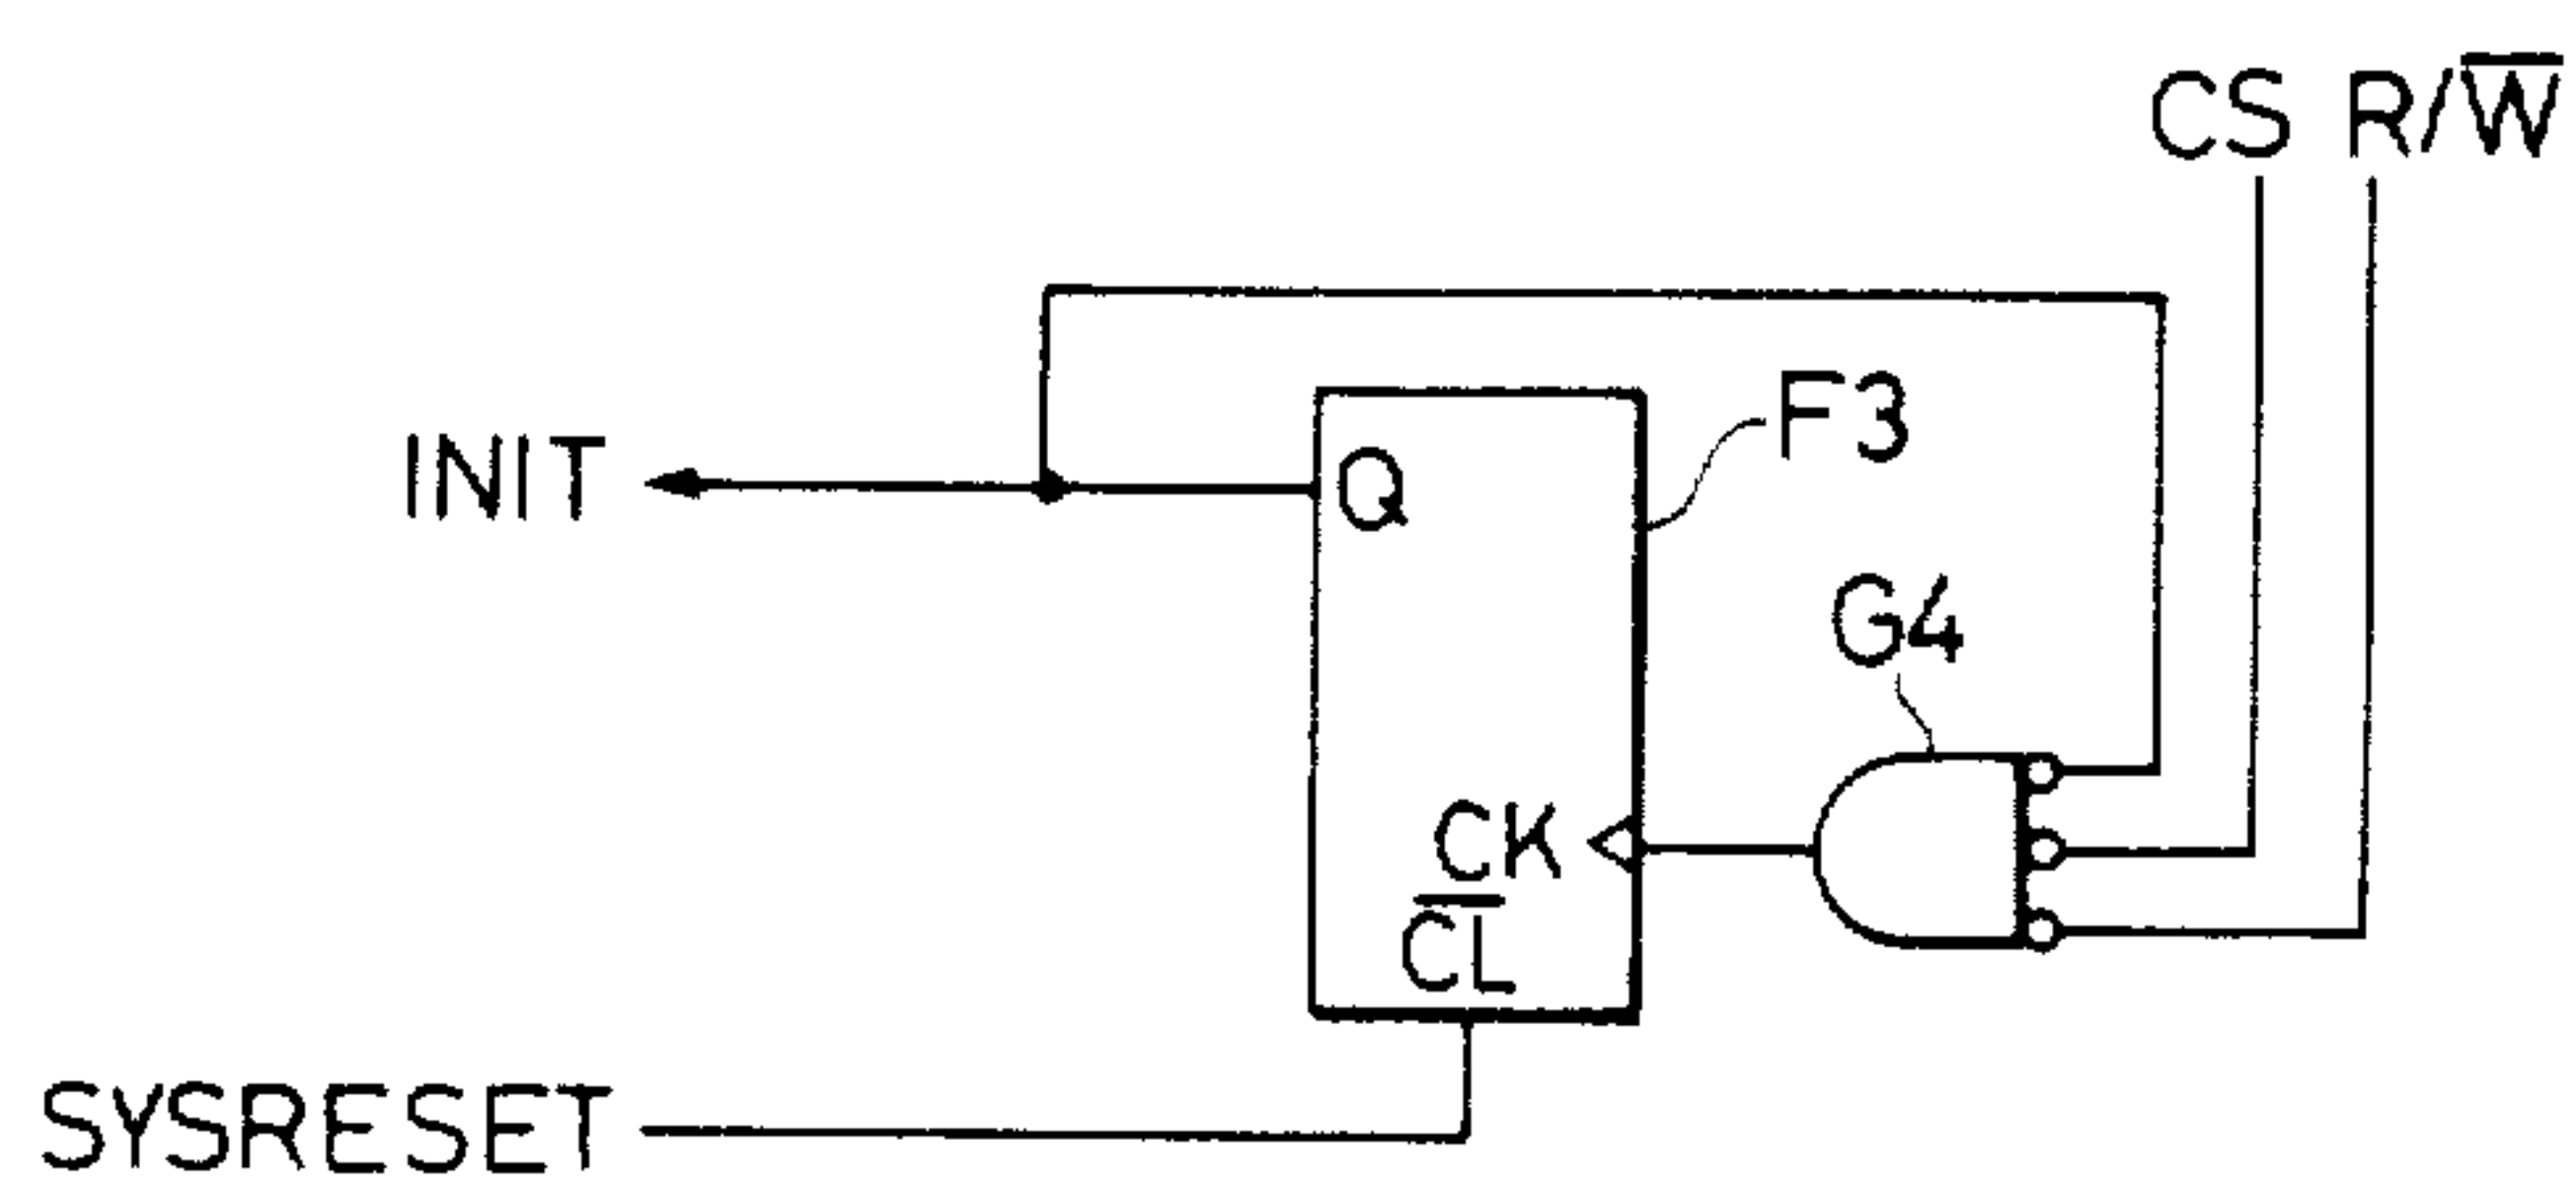 CS R/W̅
F3
INIT
Q
G4
CK
C̅L̅
SYSRESET